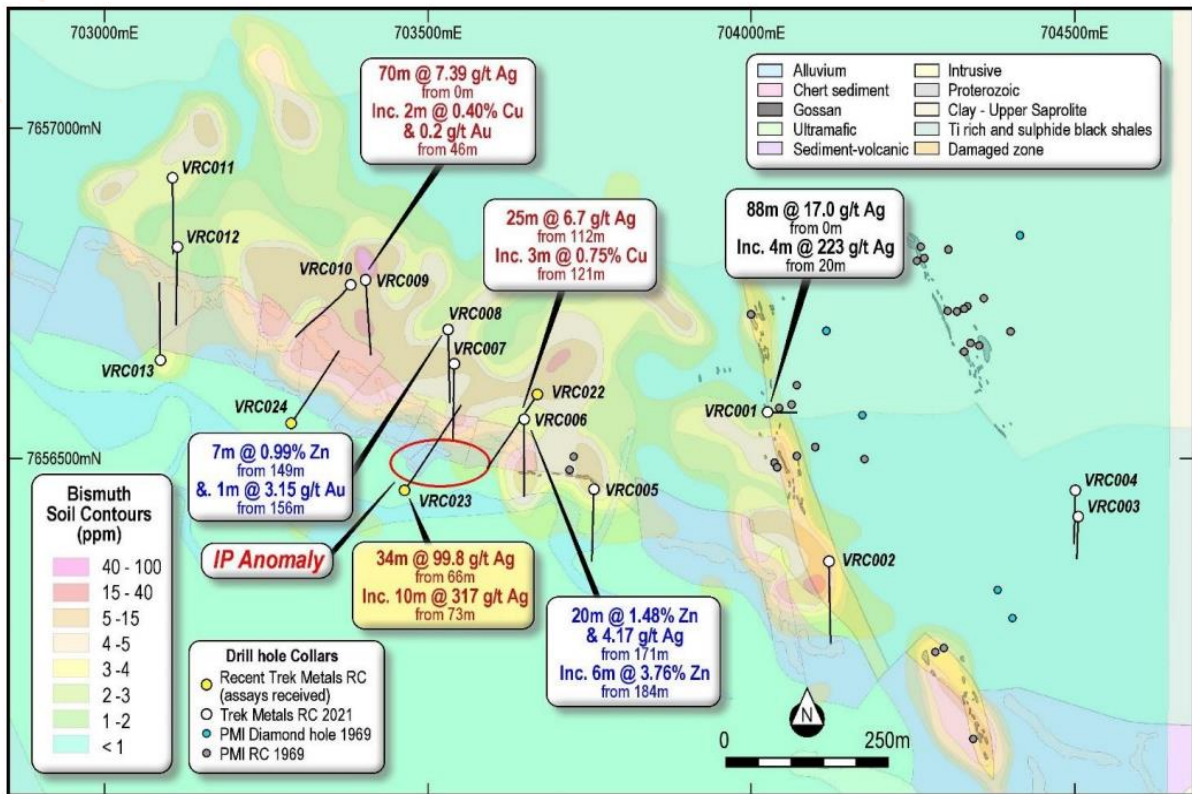 703000mE
703500mE
704000mE
704500mE
7657000mN
7656500mN
70m @ 7.39 g/t Ag
from 0m
Inc. 2m @ 0.40% Cu
& 0.2 g/t Au
from 46m
Alluvium
Chert sediment
Gossan
Ultramafic
Sediment-volcanic
Intrusive
Proterozoic
Clay - Upper Saprolite
Ti rich and sulphide black shales
Damaged zone
VRC011
VRC012
VRC010
VRC009
VRC008
VRC007
VRC013
VRC024
25m @ 6.7 g/t Ag
from 112m
Inc. 3m @ 0.75% Cu
from 121m
88m @ 17.0 g/t Ag
from 0m
Inc. 4m @ 223 g/t Ag
from 20m
VRC022
VRC006
VRC001
VRC005
VRC023
VRC004
VRC003
VRC002
7m @ 0.99% Zn
from 149m
&. 1m @ 3.15 g/t Au
from 156m
IP Anomaly
34m @ 99.8 g/t Ag
from 66m
Inc. 10m @ 317 g/t Ag
from 73m
20m @ 1.48% Zn
& 4.17 g/t Ag
from 171m
Inc. 6m @ 3.76% Zn
from 184m
Bismuth
Soil Contours
(ppm)
40 - 100
15 - 40
5 -15
4 -5
3 -4
2 -3
1 -2
< 1
Drill hole Collars
Recent Trek Metals RC
(assays received)
Trek Metals RC 2021
PMI Diamond hole 1969
PMI RC 1969
N
0
250m